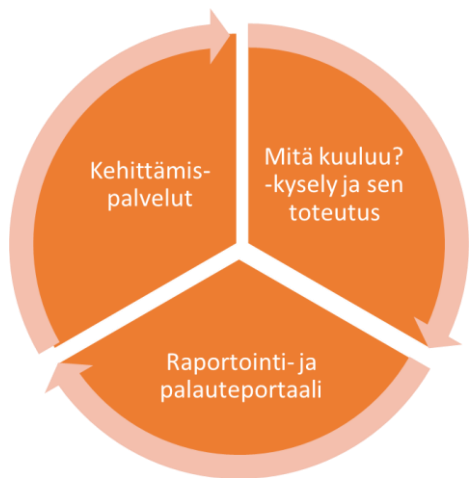 Kehittämis-
palvelut
Mitä kuuluu?
-kysely ja sen
toteutus
Raportointi- ja
palauteportaali